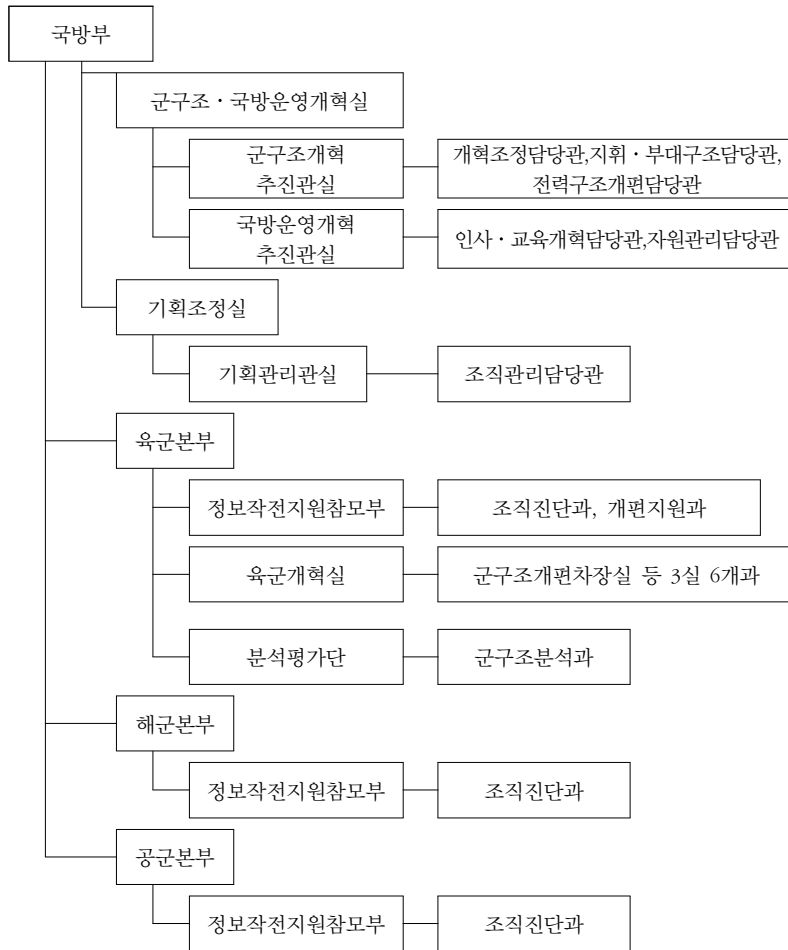 국방부
군구조·국방운영개혁실
군구조개혁
추진관실
개혁조정담당관,지휘·부대구조담당관,
전력구조개편담당관
국방운영개혁
추진관실
인사·교육개혁담당관,자원관리담당관
기획조정실
기획관리관실
조직관리담당관
육군본부
정보작전지원참모부
조직진단과, 개편지원과
육군개혁실
군구조개편차장실 등 3실 6개과
분석평가단
군구조분석과
해군본부
정보작전지원참모부
조직진단과
공군본부
정보작전지원참모부
조직진단과